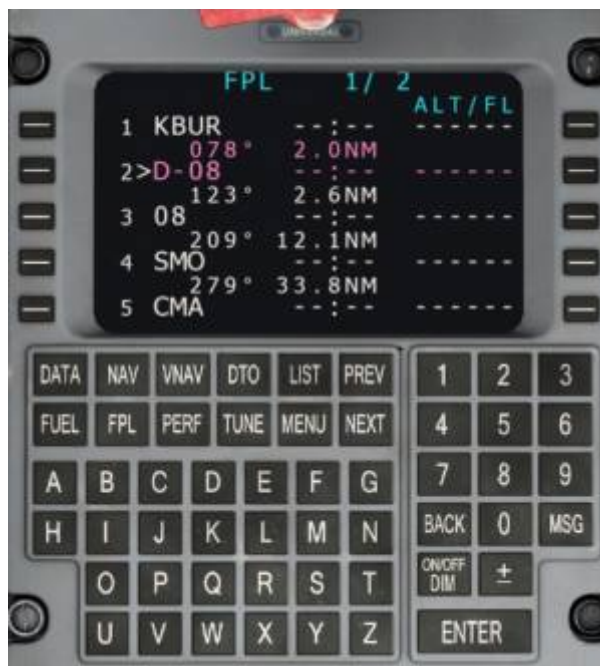 UNIVERSAL
FPL 1/ 2
ALT/FL
1 KBUR --:-- ------
078° 2.0NM
2>D-08 --:-- ------
123° 2.6NM
3 08 --:-- ------
209° 12.1NM
4 SMO --:-- ------
279° 33.8NM
5 CMA --:-- ------
DATA NAV VNAV DTO LIST PREV 1 2 3
FUEL FPL PERF TUNE MENU NEXT 4 5 6
A B C D E F G 7 8 9
H I J K L M N BACK 0 MSG
O P Q R S T ON/OFF DIM ±
U V W X Y Z ENTER